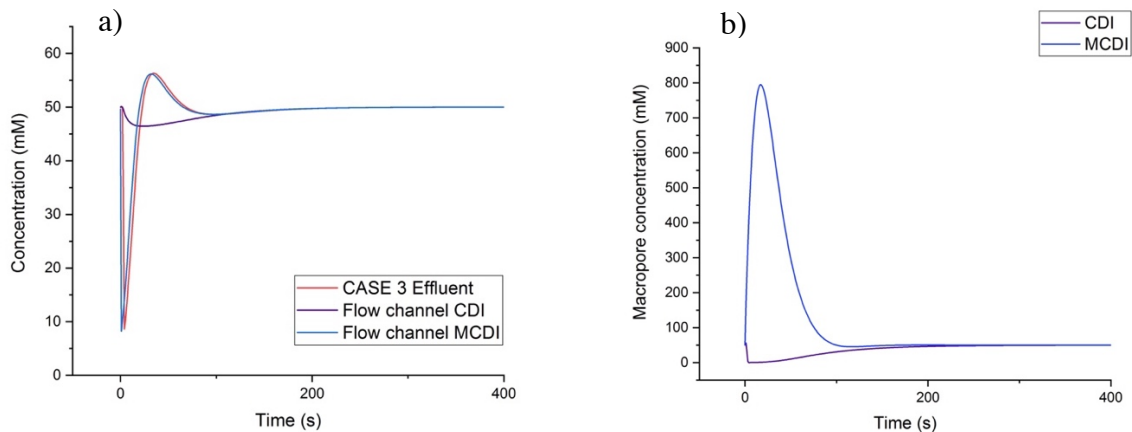 a)
Concentration (mM)
60
50
40
30
20
10
0
0
200
400
Time (s)
CASE 3 Effluent
Flow channel CDI
Flow channel MCDI
b)
CDI
MCDI
Macropore concentration (mM)
900
800
700
600
500
400
300
200
100
0
0
200
400
Time (s)